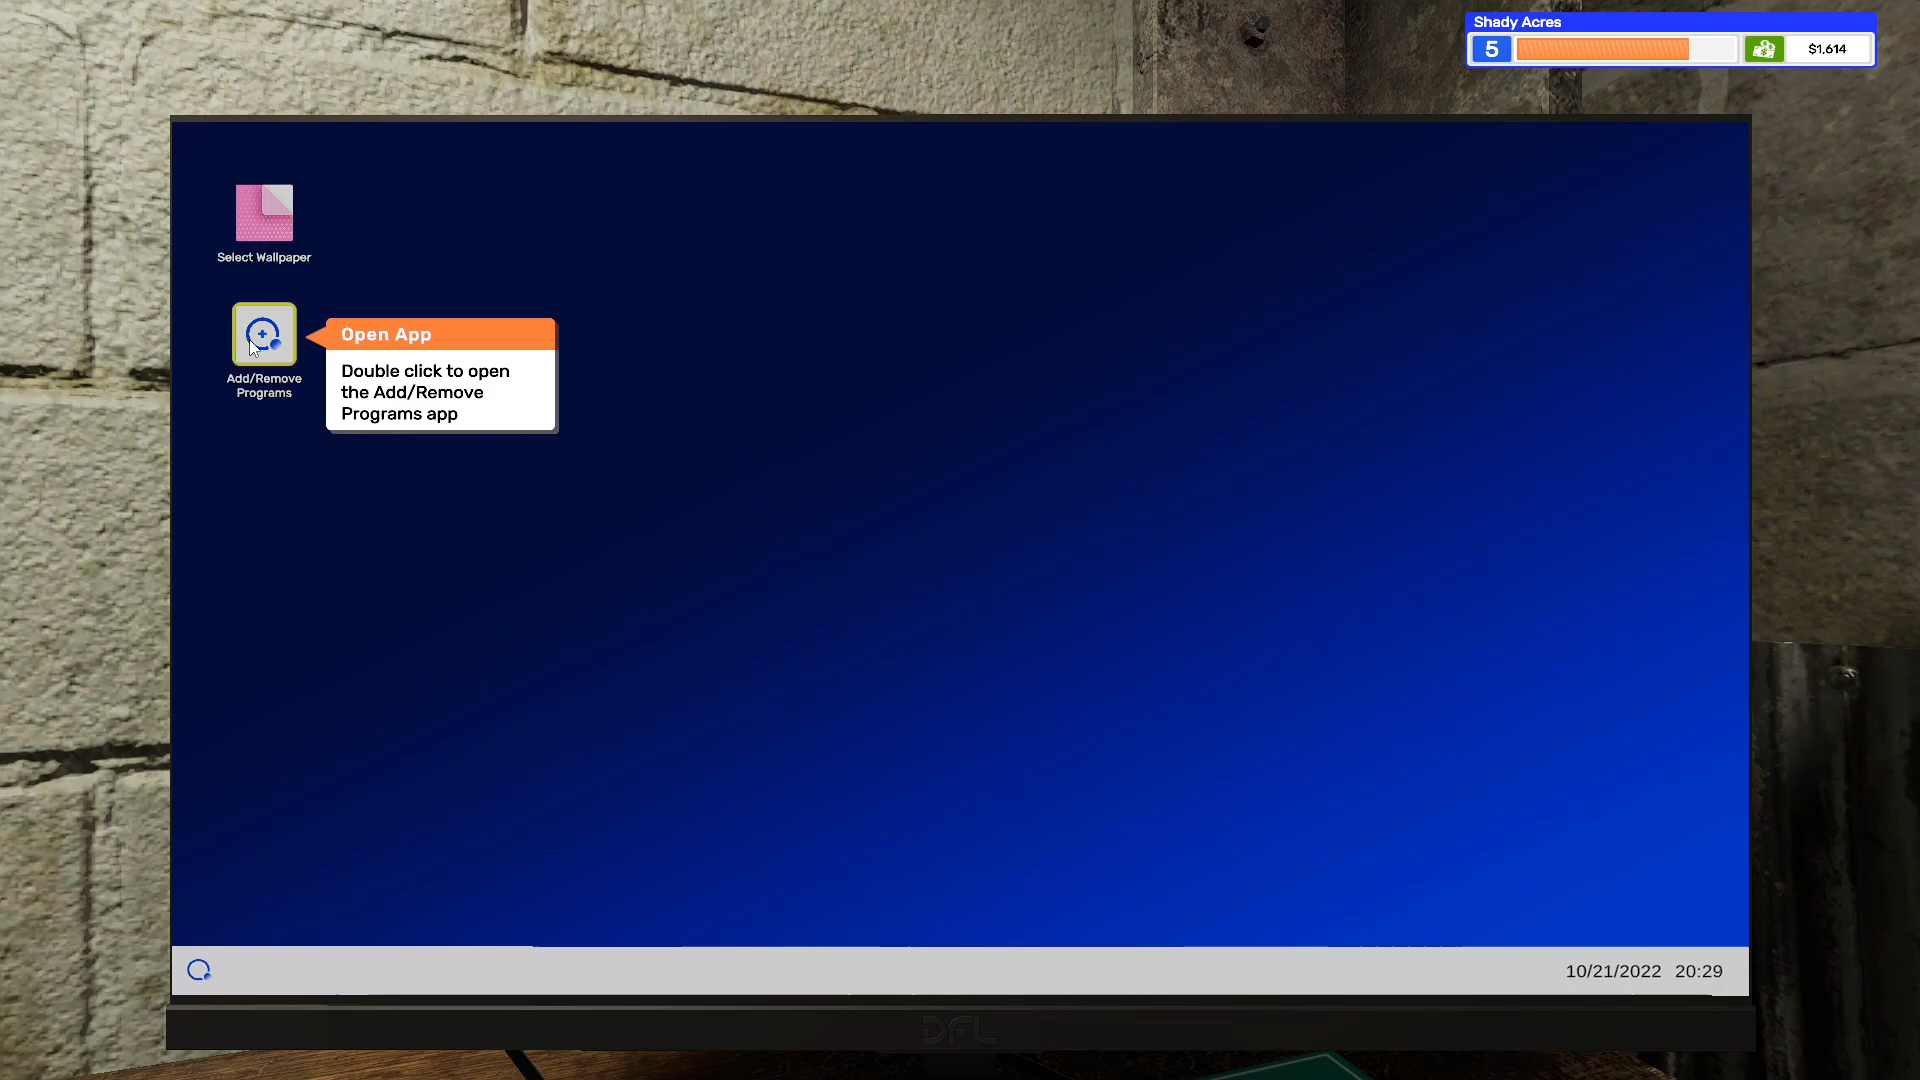 Shady Acres
5
$1,614
Select Wallpaper
Add/Remove
Programs
Open App
Double click to open
the Add/Remove
Programs app
10/21/2022 20:29
DFL